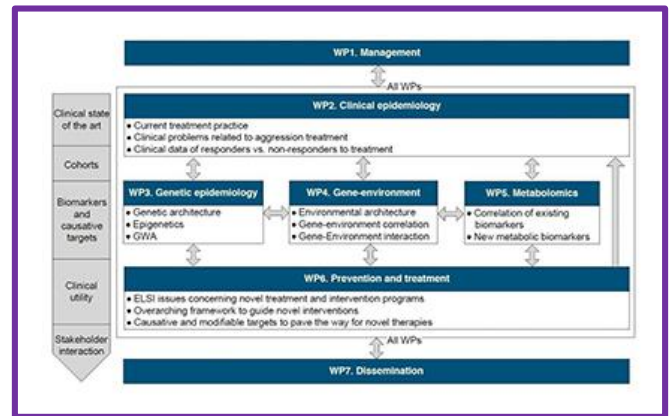 WP1. Management
All WPs
Clinical state
of the art
WP2. Clinical epidemiology
• Current treatment practice
• Clinical problems related to aggression treatment
• Clinical data of responders vs. non-responders to treatment
Cohorts
Biomarkers
and
causative
targets
WP3. Genetic epidemiology
• Genetic architecture
• Epigenetics
• GWA
WP4. Gene-environment
• Environmental architecture
• Gene-environment correlation
• Gene-Environment interaction
WP5. Metabolomics
• Correlation of existing
biomarkers
• New metabolic biomarkers
Clinical
utility
WP6. Prevention and treatment
• ELSI issues concerning novel treatment and intervention programs
• Overarching framework to guide novel interventions
• Causative and modifiable targets to pave the way for novel therapies
Stakeholder
interaction
All WPs
WP7. Dissemination